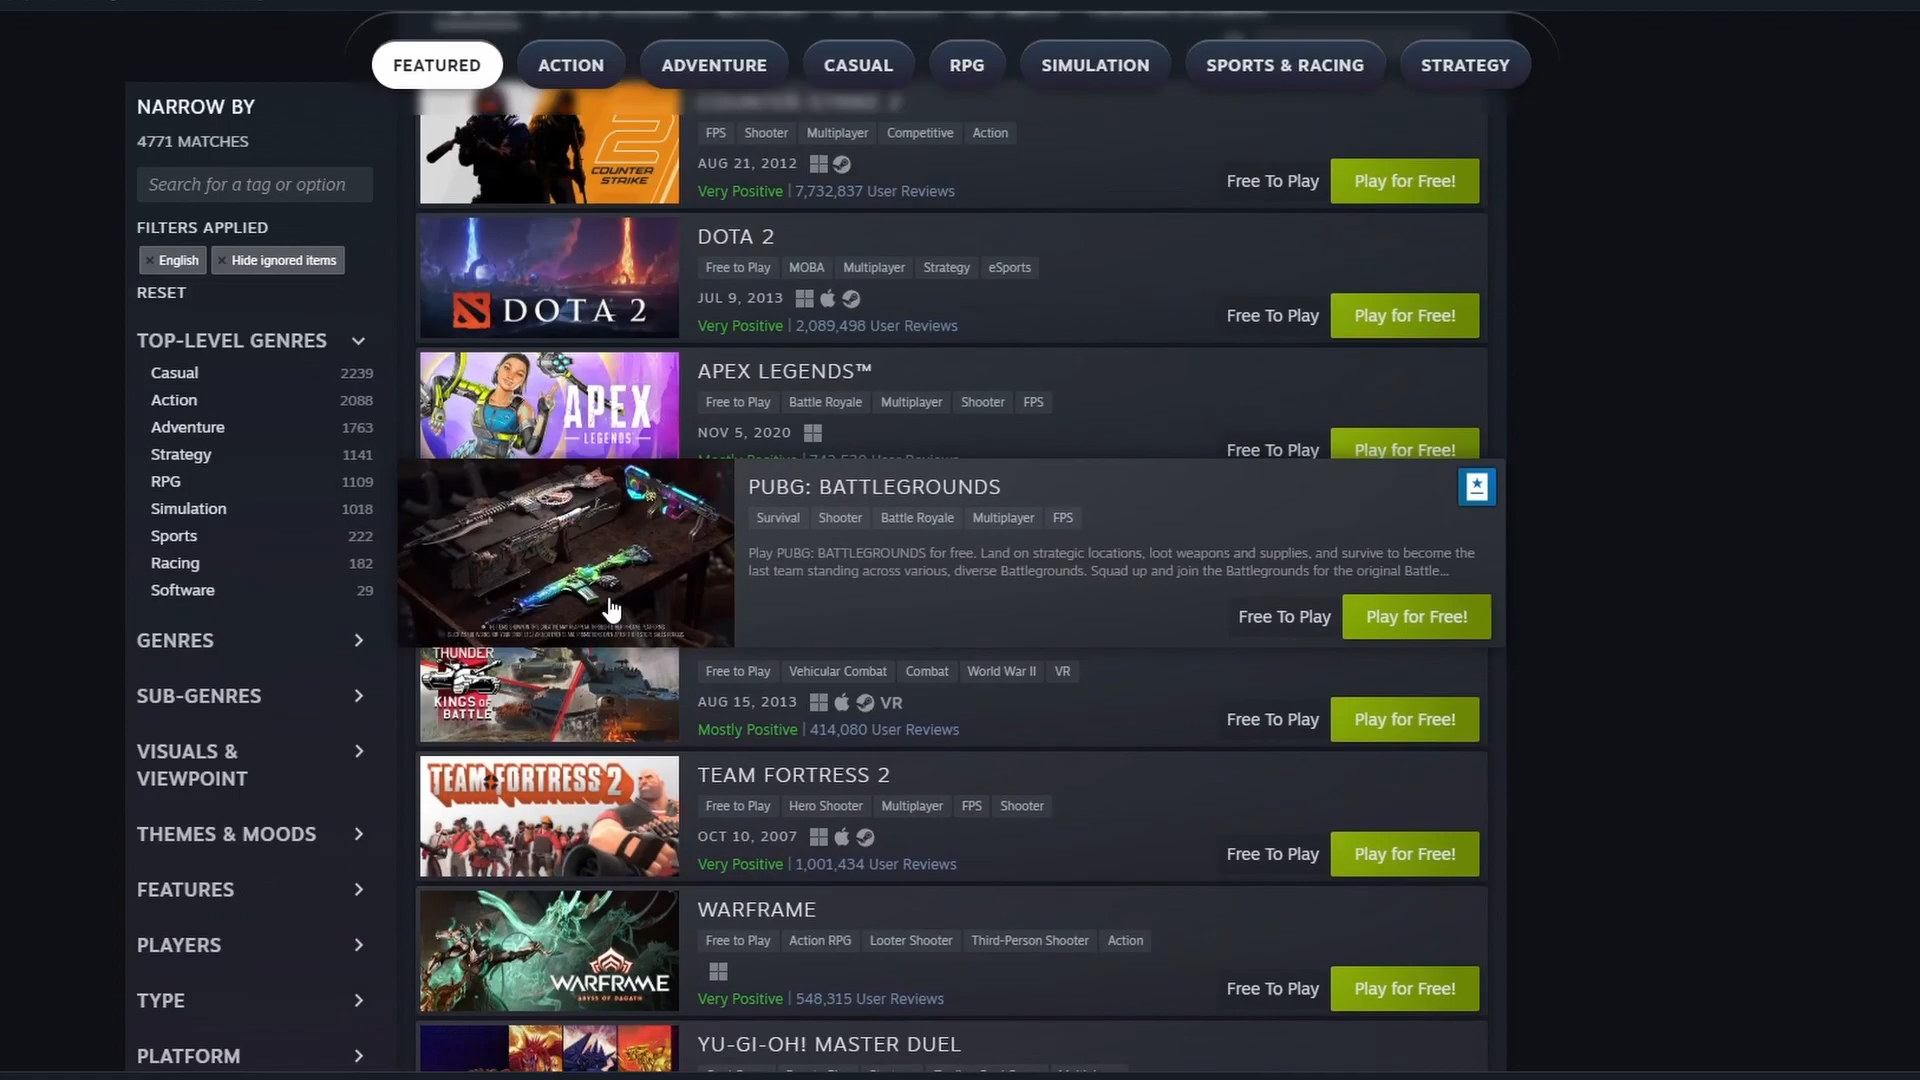 FEATURED ACTION ADVENTURE CASUAL RPG SIMULATION SPORTS & RACING STRATEGY
NARROW BY
4771 MATCHES
Search for a tag or option
FILTERS APPLIED
× English × Hide ignored items
RESET
TOP-LEVEL GENRES
Casual 2239
Action 2088
Adventure 1763
Strategy 1141
RPG 1109
Simulation 1018
Sports 222
Racing 182
Software 29
GENRES
SUB-GENRES
VISUALS &
VIEWPOINT
THEMES & MOODS
FEATURES
PLAYERS
TYPE
PLATFORM
COUNTER-STRIKE 2
2
COUNTER
STRIKE
FPS Shooter Multiplayer Competitive Action
AUG 21, 2012
Very Positive | 7,732,837 User Reviews
Free To Play Play for Free!
DOTA 2
DOTA 2
Free to Play MOBA Multiplayer Strategy eSports
JUL 9, 2013
Very Positive | 2,089,498 User Reviews
Free To Play Play for Free!
APEX
LEGENDS
APEX LEGENDS™
Free to Play Battle Royale Multiplayer Shooter FPS
NOV 5, 2020
Free To Play Play for Free!
PUBG: BATTLEGROUNDS
Survival Shooter Battle Royale Multiplayer FPS
Play PUBG: BATTLEGROUNDS for free. Land on strategic locations, loot weapons and supplies, and survive to become the
last team standing across various, diverse Battlegrounds. Squad up and join the Battlegrounds for the original Battle...
Free To Play Play for Free!
THUNDER
KINGS OF
BATTLE
Free to Play Vehicular Combat Combat World War II VR
AUG 15, 2013 VR
Mostly Positive | 414,080 User Reviews
Free To Play Play for Free!
TEAM FORTRESS 2
TEAM FORTRESS 2
Free to Play Hero Shooter Multiplayer FPS Shooter
OCT 10, 2007
Very Positive | 1,001,434 User Reviews
Free To Play Play for Free!
WARFRAME
ABYSS OF DAGATH
WARFRAME
Free to Play Action RPG Looter Shooter Third-Person Shooter Action
Very Positive | 548,315 User Reviews
Free To Play Play for Free!
YU-GI-OH! MASTER DUEL